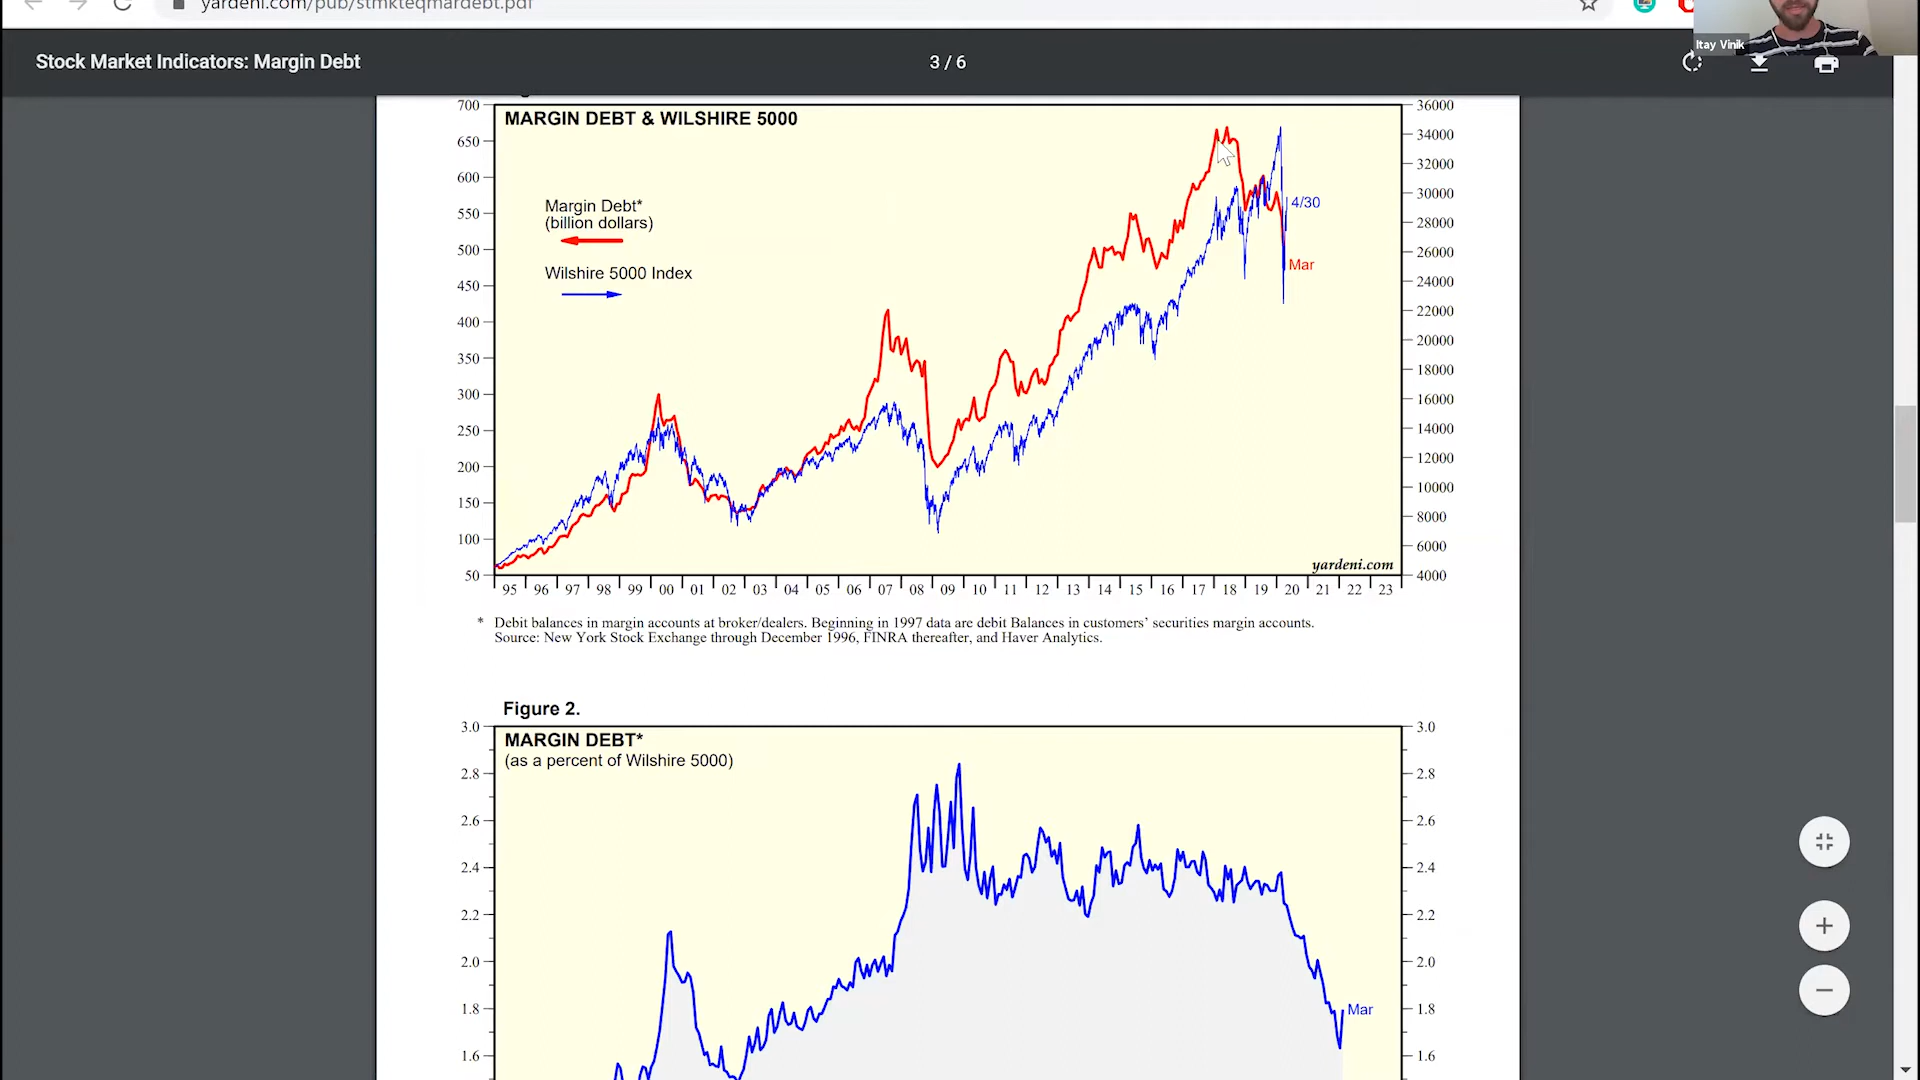 yardeni.com/pub/stmkteqmardebt.pdf
Itay Vinik
Stock Market Indicators: Margin Debt
3 / 6
MARGIN DEBT & WILSHIRE 5000
700
650
600
550
500
450
400
350
300
250
200
150
100
50
Margin Debt*
(billion dollars)
Wilshire 5000 Index
4/30
Mar
36000
34000
32000
30000
28000
26000
24000
22000
20000
18000
16000
14000
12000
10000
8000
6000
4000
yardeni.com
95 96 97 98 99 00 01 02 03 04 05 06 07 08 09 10 11 12 13 14 15 16 17 18 19 20 21 22 23
* Debit balances in margin accounts at broker/dealers. Beginning in 1997 data are debit Balances in customers' securities margin accounts.
Source: New York Stock Exchange through December 1996, FINRA thereafter, and Haver Analytics.
Figure 2.
MARGIN DEBT*
(as a percent of Wilshire 5000)
3.0
2.8
2.6
2.4
2.2
2.0
1.8
1.6
Mar
3.0
2.8
2.6
2.4
2.2
2.0
1.8
1.6